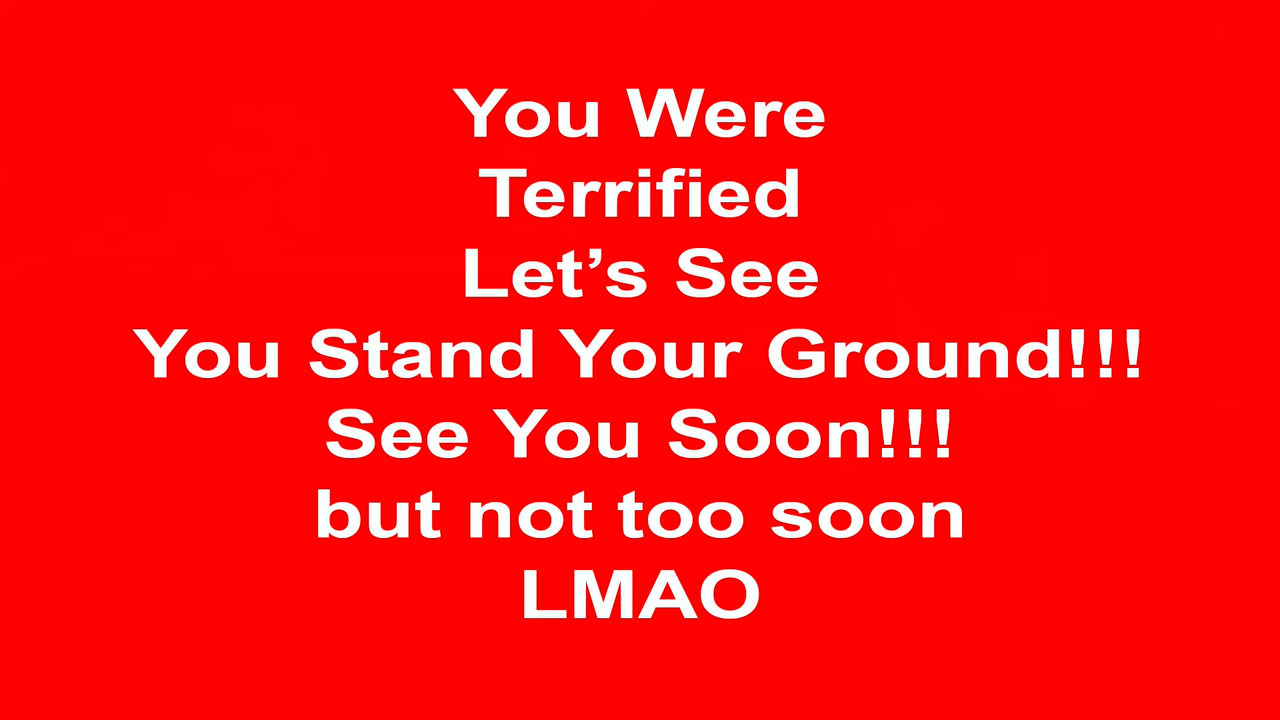 You Were
Terrified
Let’s See
You Stand Your Ground!!!
See You Soon!!!
but not too soon
LMAO